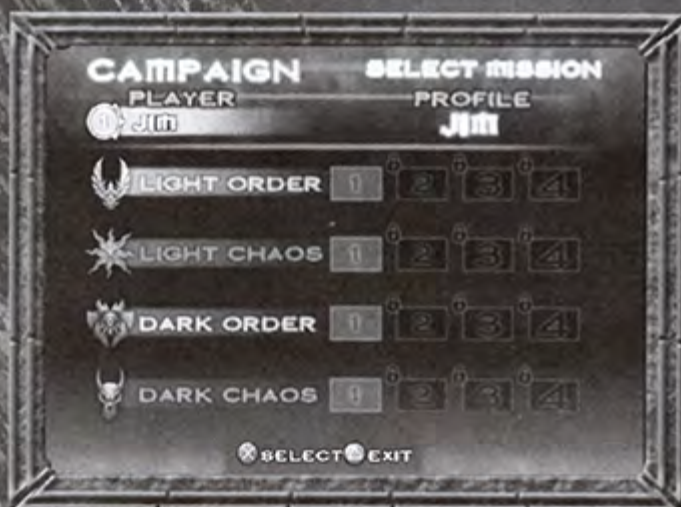 CAMPAIGN SELECT MISSION
PLAYER PROFILE
1 JIM JIM
LIGHT ORDER 1 2 3 4
LIGHT CHAOS 1 2 3 4
DARK ORDER 1 2 3 4
DARK CHAOS 1 2 3 4
SELECT EXIT